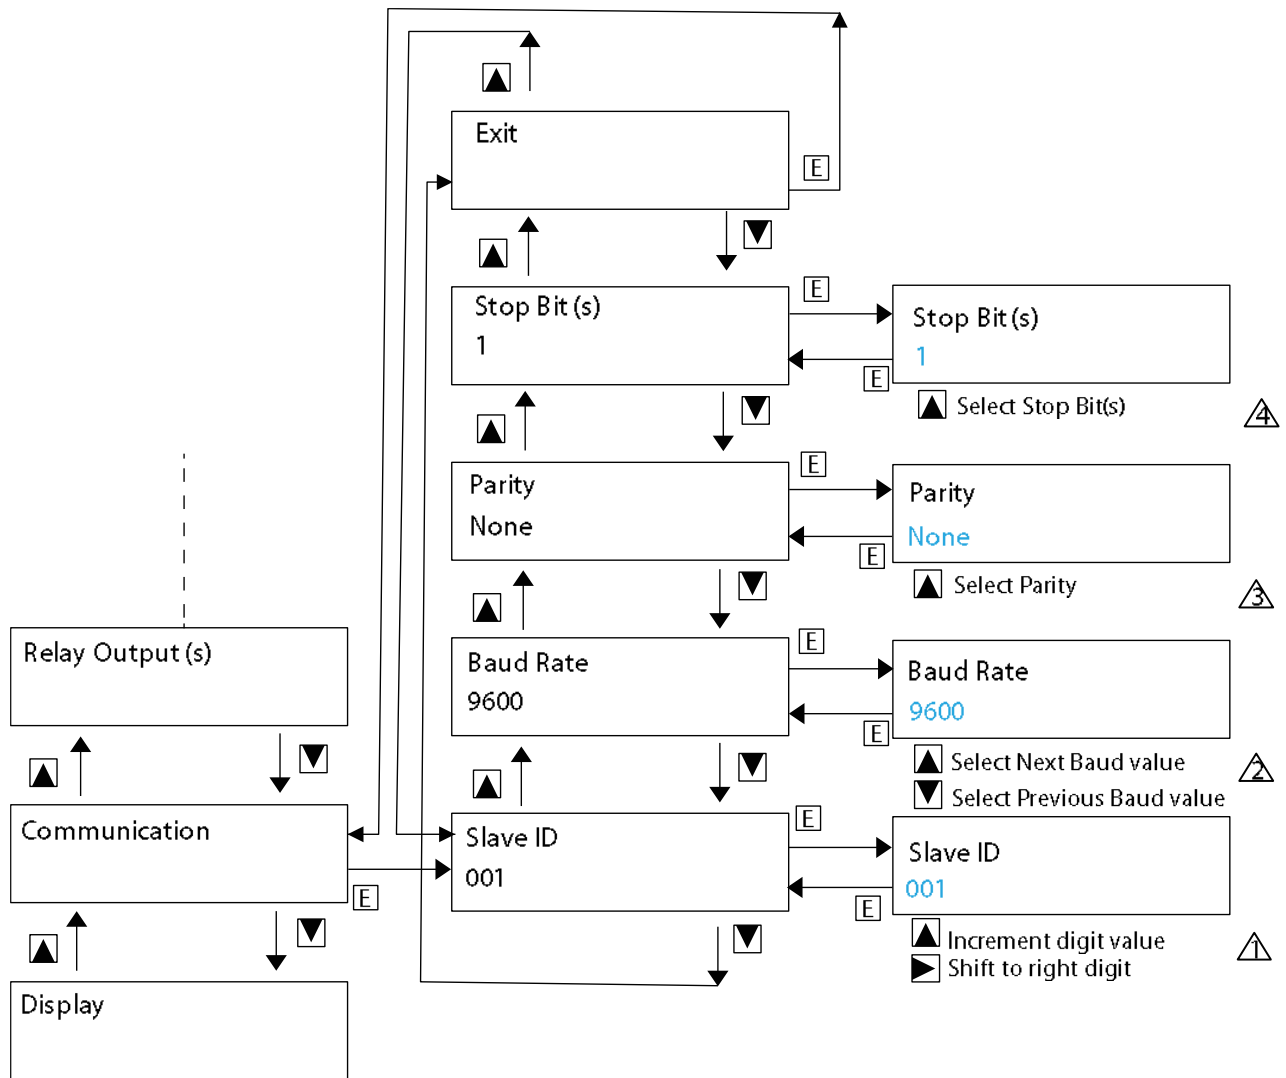 Exit
E
Stop Bit (s)
1
E
Stop Bit (s)
1
E
Select Stop Bit(s)
4
Parity
None
E
Parity
None
E
Select Parity
3
Relay Output (s)
Baud Rate
9600
E
Baud Rate
9600
E
Select Next Baud value
Select Previous Baud value
2
Communication
E
Slave ID
001
E
Slave ID
001
E
Increment digit value
Shift to right digit
1
Display